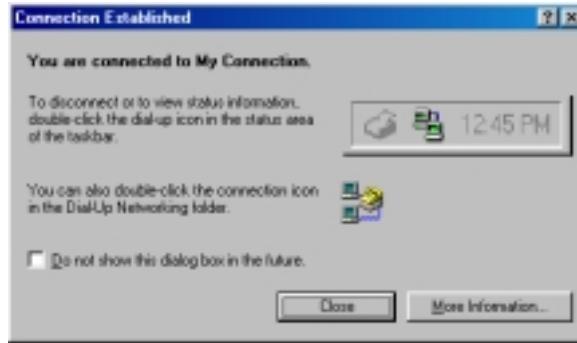 Connection Established
You are connected to My Connection.
To disconnect or to view status information,
double-click the dial-up icon in the status area
of the taskbar.
12:45 PM
You can also double-click the connection icon
in the Dial-Up Networking folder.
Do not show this dialog box in the future.
Close
More Information...